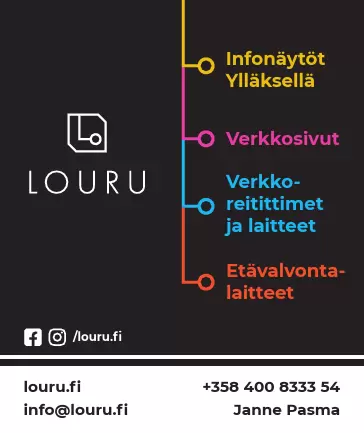 Infonäytöt
Ylläksellä
Verkkosivut
LOURU
Verkko-
reitittimet
ja laitteet
Etävalvonta-
laitteet
/louru.fi
louru.fi
+358 400 8333 54
info@louru.fi
Janne Pasma